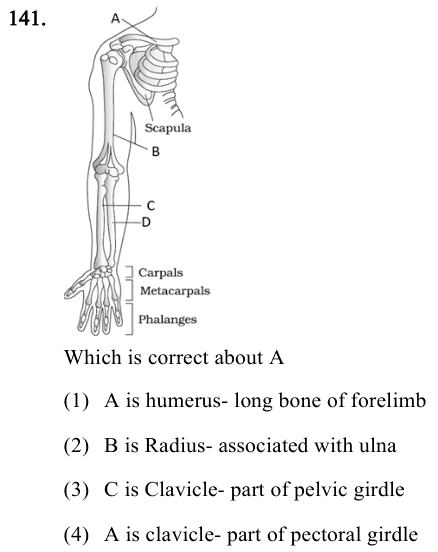 141.
A
Scapula
B
C
D
Carpals
Metacarpals
Phalanges
Which is correct about A
(1) A is humerus- long bone of forelimb
(2) B is Radius- associated with ulna
(3) C is Clavicle- part of pelvic girdle
(4) A is clavicle- part of pectoral girdle